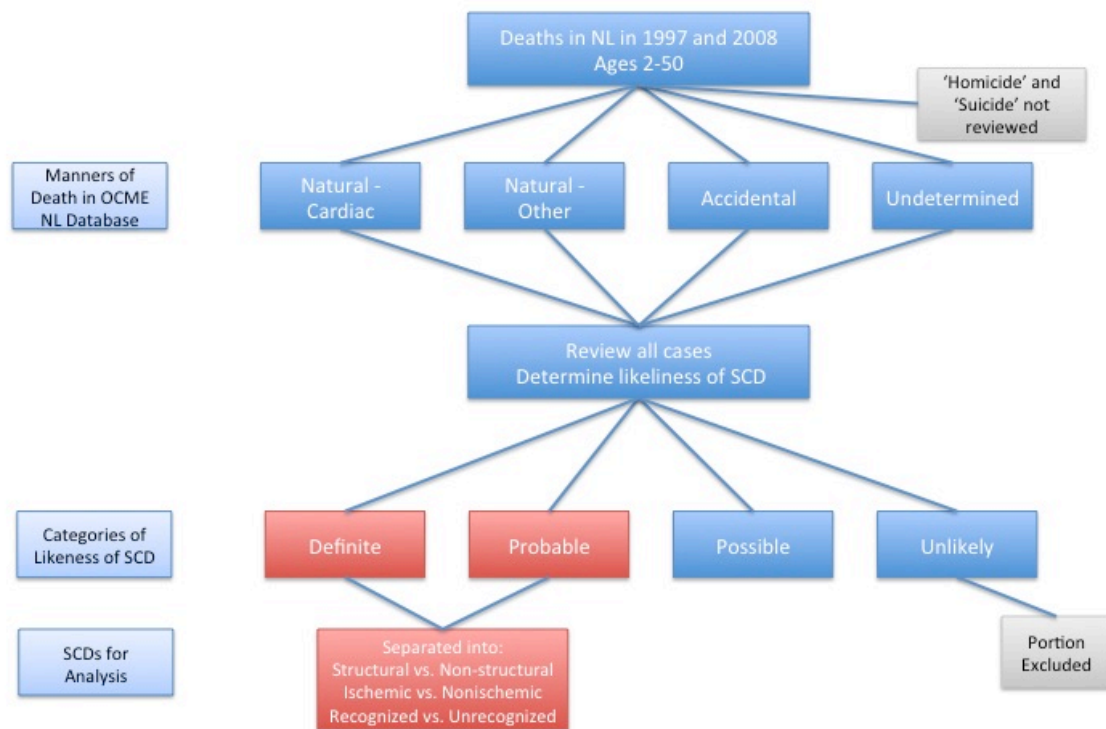 Deaths in NL in 1997 and 2008
Ages 2-50
‘Homicide’ and
‘Suicide’ not
reviewed
Manners of
Death in OCME
NL Database
Natural -
Cardiac
Natural -
Other
Accidental
Undetermined
Review all cases
Determine likeliness of SCD
Categories of
Likeness of SCD
Definite
Probable
Possible
Unlikely
SCDs for
Analysis
Separated into:
Structural vs. Non-structural
Ischemic vs. Nonischemic
Recognized vs. Unrecognized
Portion
Excluded